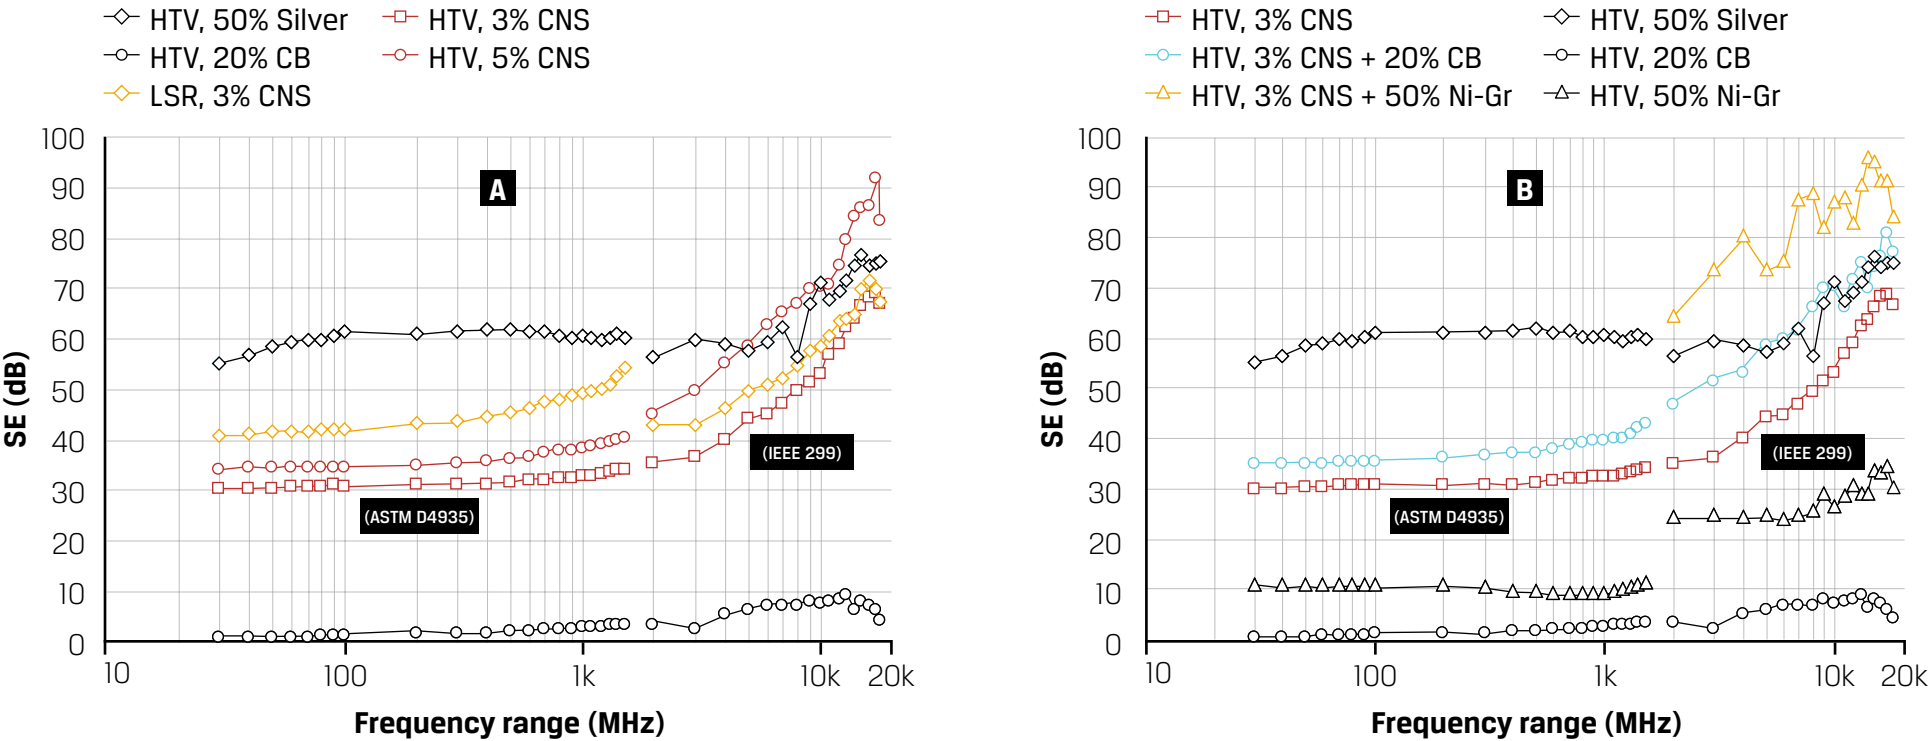 HTV, 50% Silver
HTV, 3% CNS
HTV, 20% CB
HTV, 5% CNS
LSR, 3% CNS
100
90
80
70
60
50
40
30
20
10
0
SE (dB)
A
(IEEE 299)
(ASTM D4935)
10
100
1k
10k
20k
Frequency range (MHz)
HTV, 3% CNS
HTV, 50% Silver
HTV, 3% CNS + 20% CB
HTV, 20% CB
HTV, 3% CNS + 50% Ni-Gr
HTV, 50% Ni-Gr
100
90
80
70
60
50
40
30
20
10
0
SE (dB)
B
(IEEE 299)
(ASTM D4935)
10
100
1k
10k
20k
Frequency range (MHz)